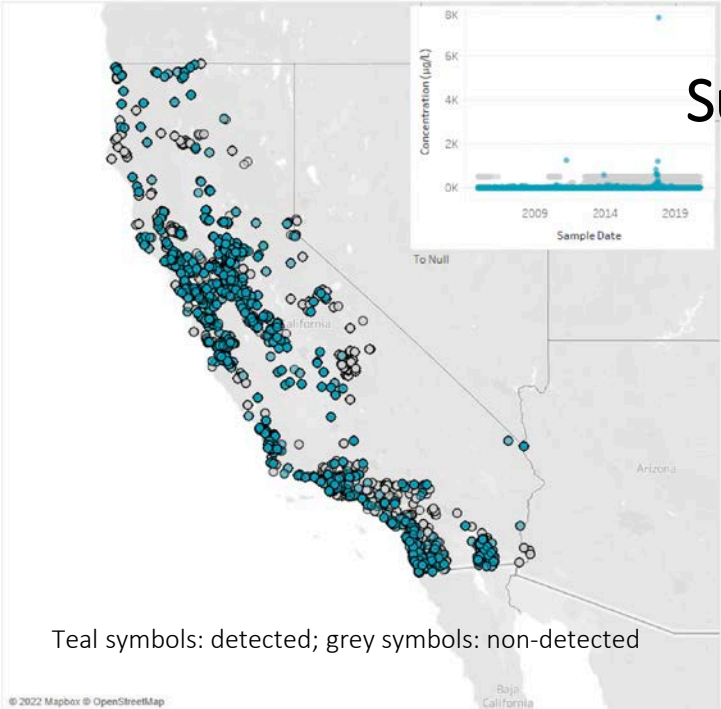 8K
6K
4K
2K
0K
Concentration (µg/L)
2009
2014
2019
Sample Date
To Null
California
Arizona
Teal symbols: detected; grey symbols: non-detected
Baja
California
© 2022 Mapbox © OpenStreetMap